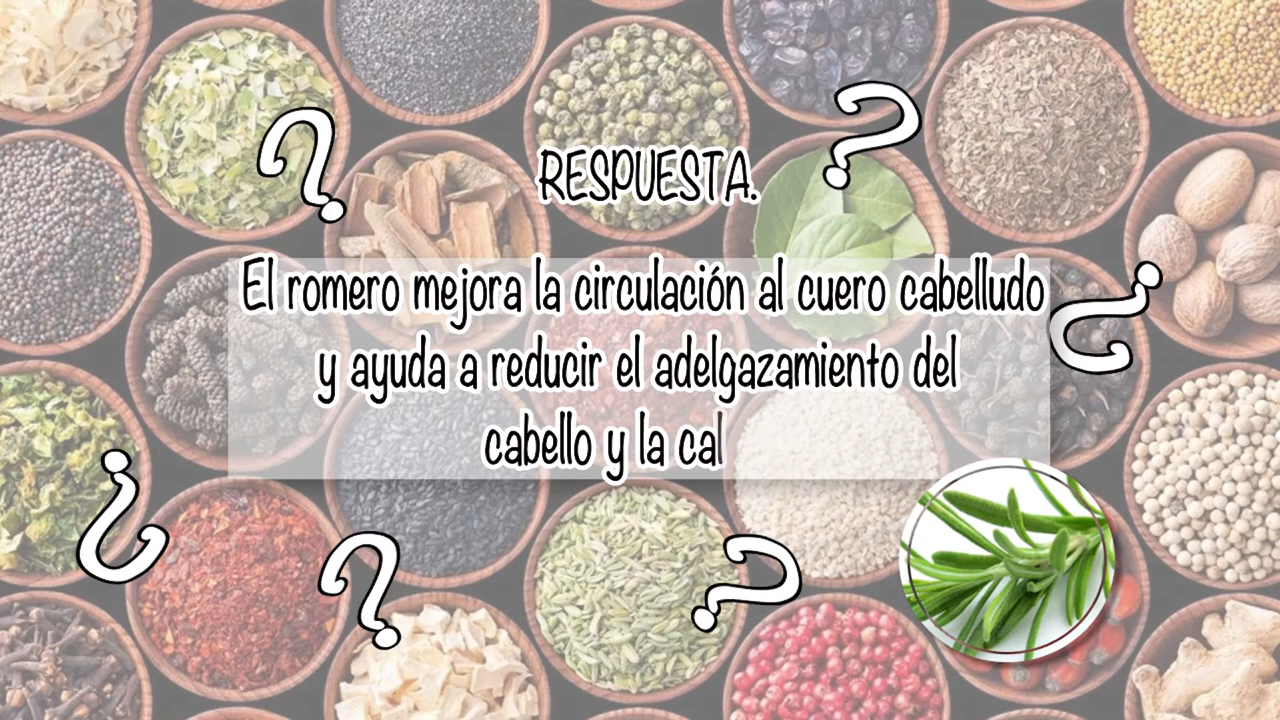 RESPUESTA.
El romero mejora la circulación al cuero cabelludo
y ayuda a reducir el adelgazamiento del
cabello y la cal